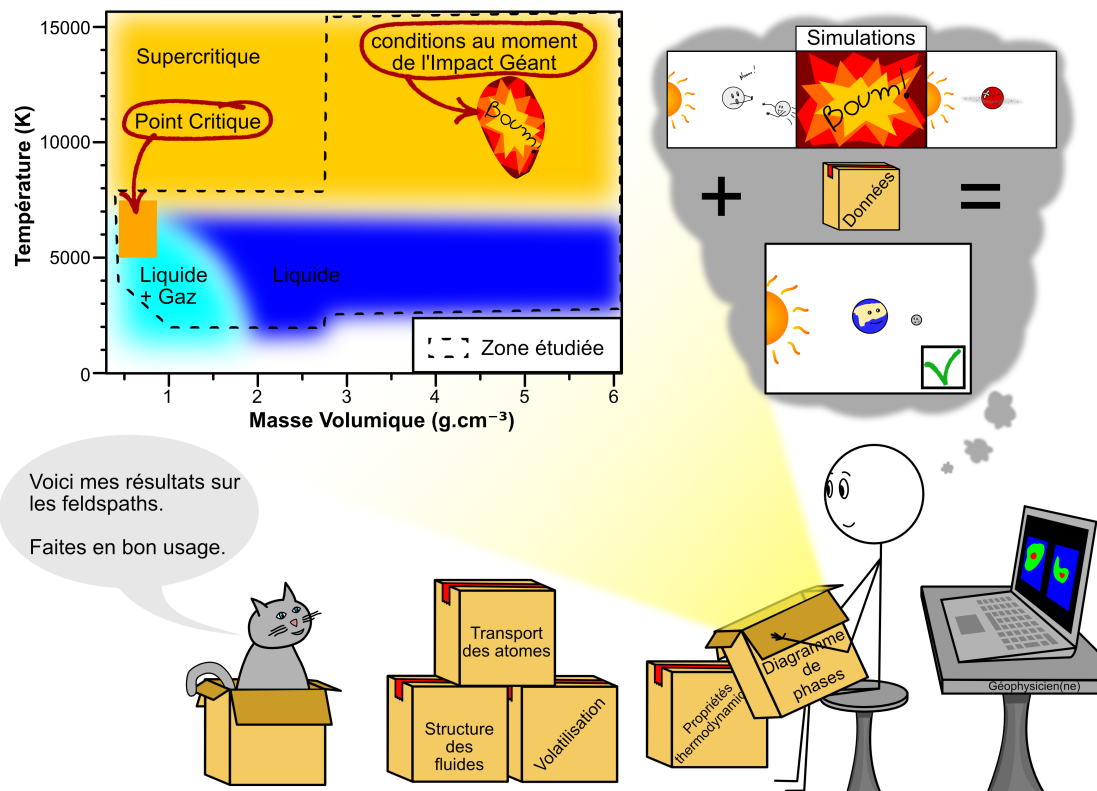 15000
10000
5000
0
Température (K)
Supercritique
Point Critique
conditions au moment
de l'Impact Géant
Boum!
Liquide
+ Gaz
Liquide
Zone étudiée
1
2
3
4
5
6
Masse Volumique (g.cm⁻³)
Simulations
Boum!
+
Données
=
Voici mes résultats sur
les feldspaths.
Faites en bon usage.
Transport
des atomes
Structure
des
fluides
Volatilisation
Propriétés
thermodynamic
Diagramme
de
phases
Géophysicien(ne)